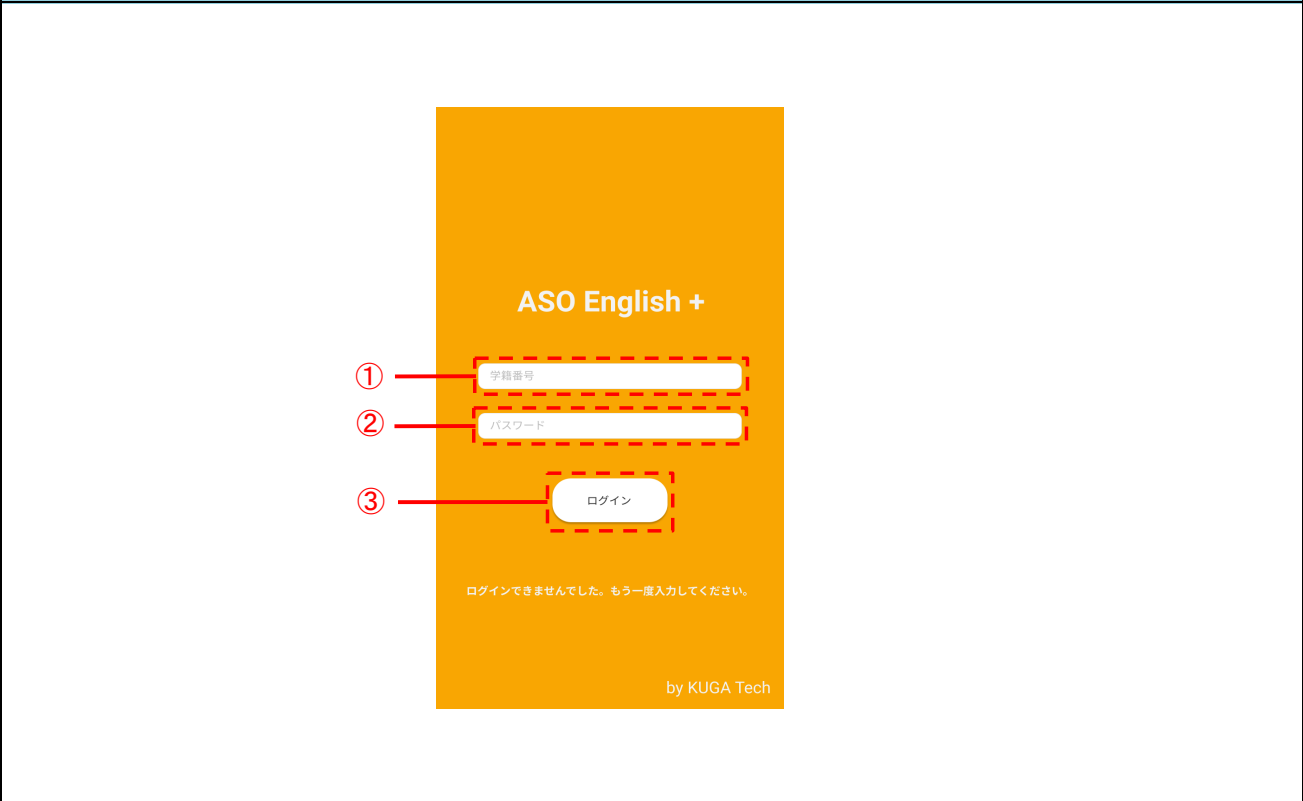 ASO English +
① 学籍番号
② パスワード
③ ログイン
ログインできませんでした。もう一度入力してください。
by KUGA Tech